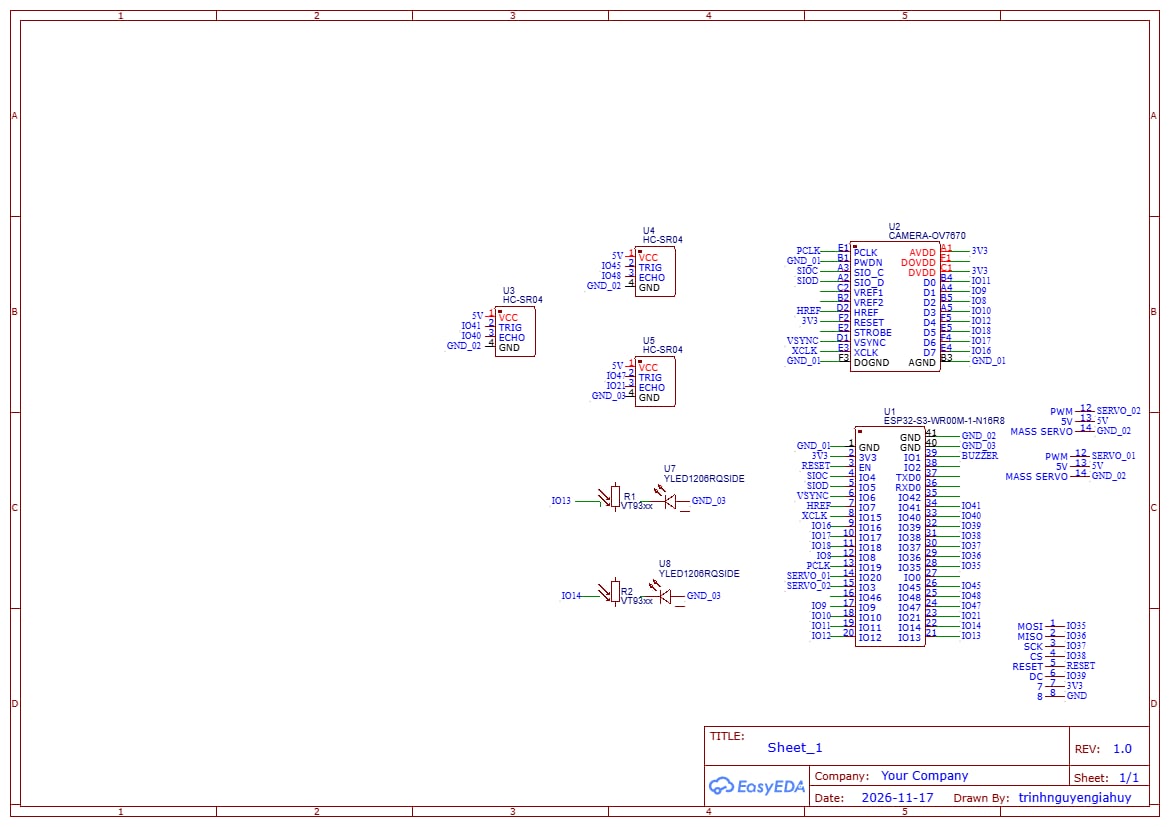 1 2 3 4 5
A A
B B
C C
D D
U4
HC-SR04
5V 1 VCC
IO45 2 TRIG
IO48 3 ECHO
GND_02 4 GND
U3
HC-SR04
5V 1 VCC
IO41 2 TRIG
IO40 3 ECHO
GND_02 4 GND
U5
HC-SR04
5V 1 VCC
IO47 2 TRIG
IO21 3 ECHO
GND_03 4 GND
U2
CAMERA-OV7670
PCLK E1 PCLK AVDD A1 3V3
GND_01 B1 PWDN DOVDD F1
SIOC A3 SIO_C DVDD C1 3V3
SIOD A2 SIO_D D0 B4 IO11
C2 VREF1 D1 A4 IO9
B2 VREF2 D2 B5 IO8
HREF D2 HREF D3 A5 IO10
3V3 F2 RESET D4 F5 IO12
E2 STROBE D5 E5 IO18
VSYNC D1 VSYNC D6 F4 IO17
XCLK E3 XCLK D7 E4 IO16
GND_01 F3 DOGND AGND B3 GND_01
U1
ESP32-S3-WR00M-1-N16R8
GND 41 GND_02
GND_01 1 GND GND 40 GND_03
3V3 2 3V3 IO1 39 BUZZER
RESET 3 EN IO2 38
SIOC 4 IO4 TXD0 37
SIOD 5 IO5 RXD0 36
VSYNC 6 IO6 IO42 35
HREF 7 IO7 IO41 34 IO41
XCLK 8 IO15 IO40 33 IO40
IO16 9 IO16 IO39 32 IO39
IO17 10 IO17 IO38 31 IO38
IO18 11 IO18 IO37 30 IO37
IO8 12 IO8 IO36 29 IO36
PCLK 13 IO19 IO35 28 IO35
SERVO_01 14 IO20 IO0 27
SERVO_02 15 IO3 IO45 26 IO45
16 IO46 IO48 25 IO48
IO9 17 IO9 IO47 24 IO47
IO10 18 IO10 IO21 23 IO21
IO11 19 IO11 IO14 22 IO14
IO12 20 IO12 IO13 21 IO13
PWM 12 SERVO_02
5V 13 5V
MASS SERVO 14 GND_02
PWM 12 SERVO_01
5V 13 5V
MASS SERVO 14 GND_02
U7
YLED1206RQSIDE
IO13 R1 GND_03
VT93xx
U8
YLED1206RQSIDE
IO14 R2 GND_03
VT93xx
MOSI 1 IO35
MISO 2 IO36
SCK 3 IO37
CS 4 IO38
RESET 5 RESET
DC 6 IO39
7 7 3V3
8 8 GND
TITLE:
Sheet_1
REV: 1.0
EasyEDA
Company: Your Company
Sheet: 1/1
Date: 2026-11-17 Drawn By: trinhnguyengiahuy
1 2 3 4 5